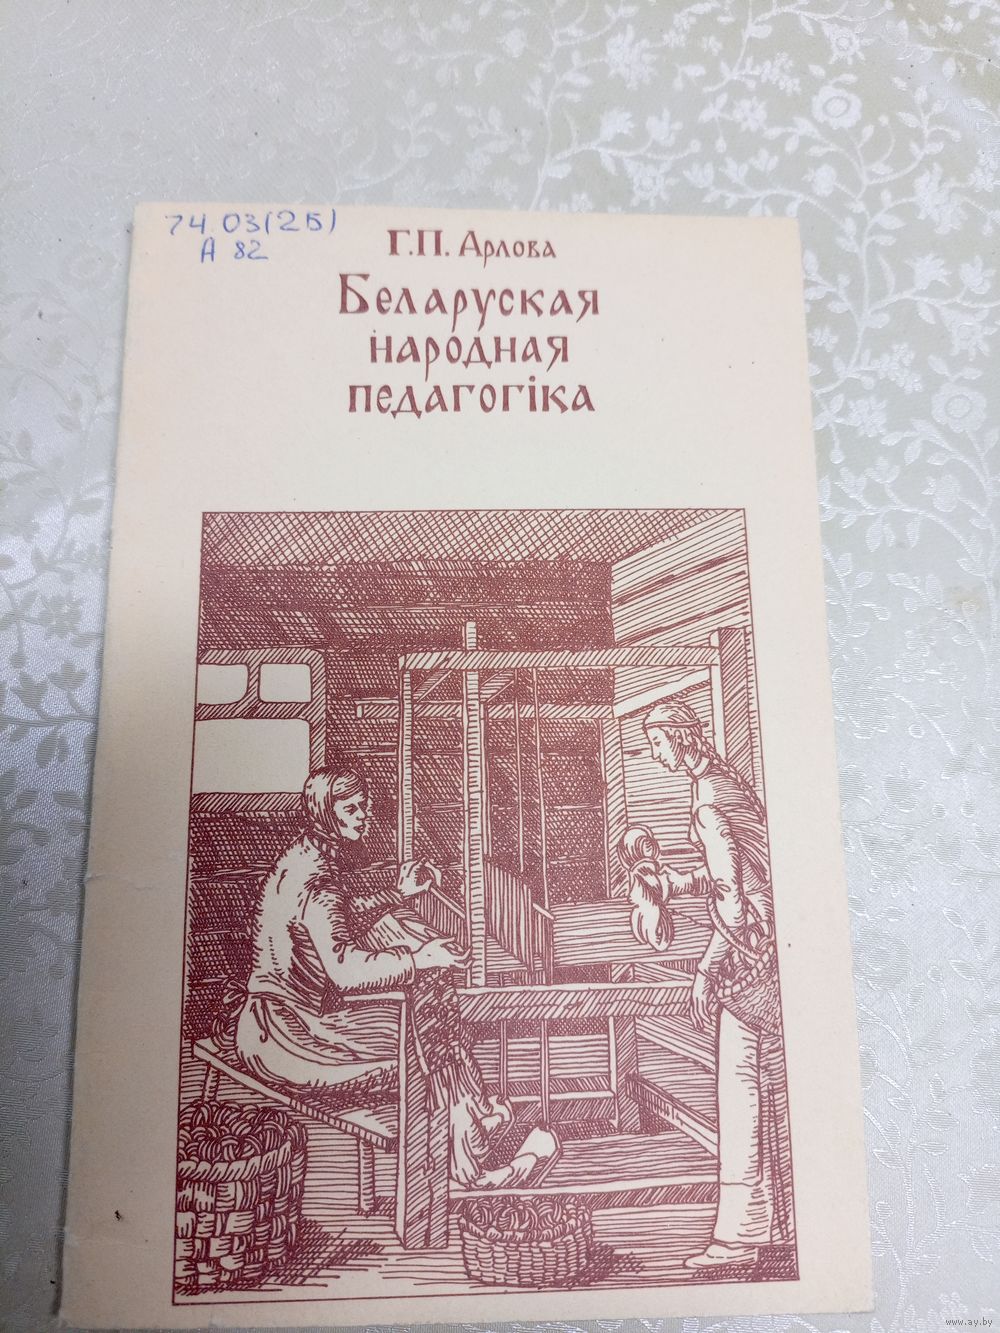 74.03(2Б)
А 82
Г.П. Арлова
Беларуская
народная
педагогіка
www.ay.by